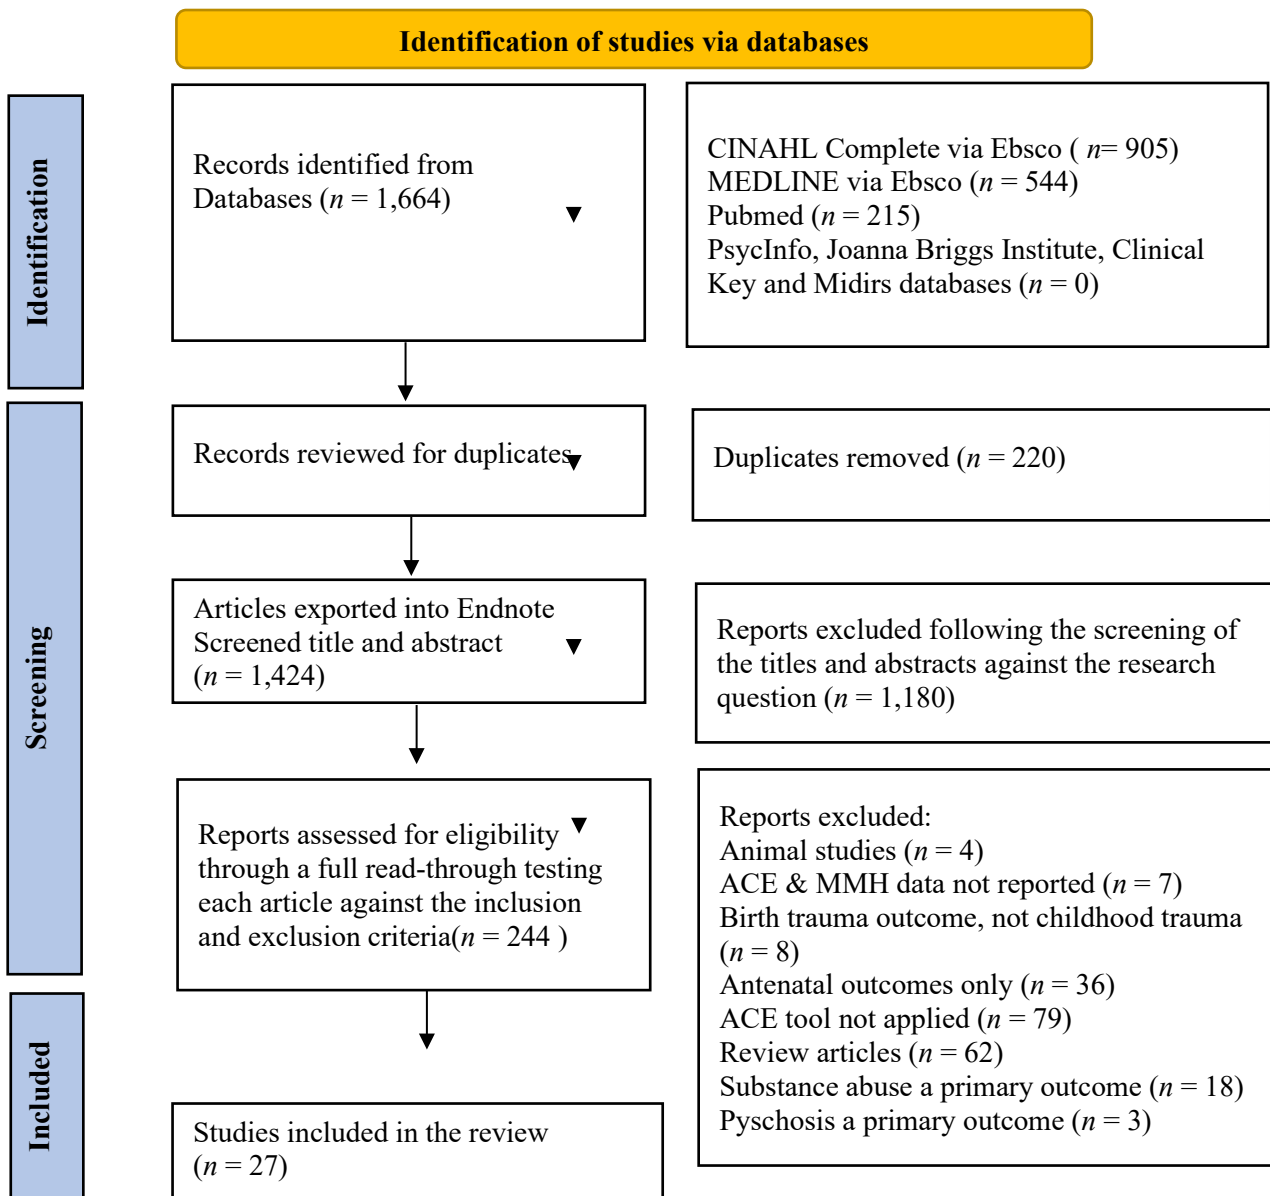 Identification of studies via databases
Identification
Records identified from
Databases (n = 1,664)
CINAHL Complete via Ebsco ( n= 905)
MEDLINE via Ebsco (n = 544)
Pubmed (n = 215)
PsycInfo, Joanna Briggs Institute, Clinical
Key and Midirs databases (n = 0)
Screening
Records reviewed for duplicates
Duplicates removed (n = 220)
Articles exported into Endnote
Screened title and abstract
(n = 1,424)
Reports excluded following the screening of
the titles and abstracts against the research
question (n = 1,180)
Reports assessed for eligibility
through a full read-through testing
each article against the inclusion
and exclusion criteria(n = 244 )
Reports excluded:
Animal studies (n = 4)
ACE & MMH data not reported (n = 7)
Birth trauma outcome, not childhood trauma
(n = 8)
Antenatal outcomes only (n = 36)
ACE tool not applied (n = 79)
Review articles (n = 62)
Substance abuse a primary outcome (n = 18)
Pyschosis a primary outcome (n = 3)
Included
Studies included in the review
(n = 27)